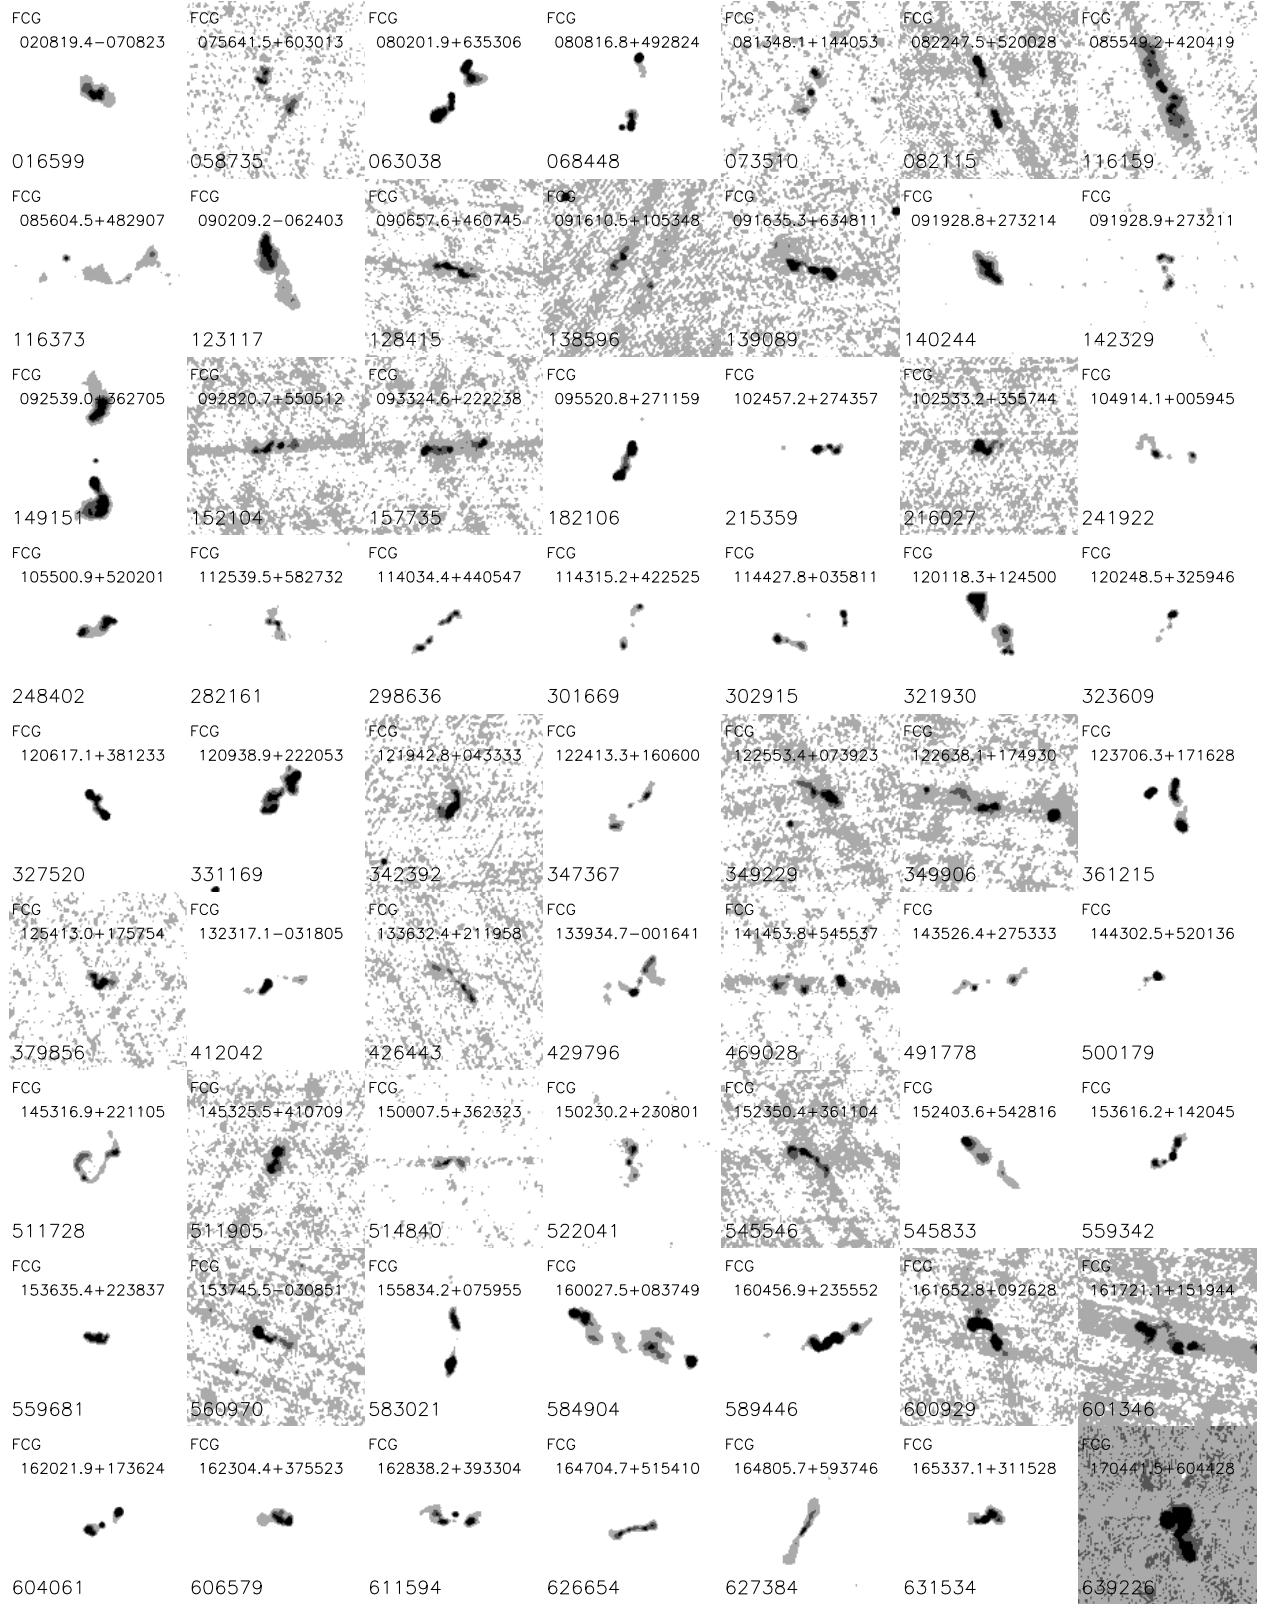 FCG
020819.4−070823
016599
FCG
075641.5+603013
058735
FCG
080201.9+635306
063038
FCG
080816.8+492824
068448
FCG
081348.1+144053
073510
FCG
082247.5+520028
082115
FCG
085549.2+420419
116159
FCG
085604.5+482907
116373
FCG
090209.2−062403
123117
FCG
090657.6+460745
128415
FCG
091610.5+105348
138596
FCG
091635.3+634811
139089
FCG
091928.8+273214
140244
FCG
091928.9+273211
142329
FCG
092539.0+362705
149151
FCG
092820.7+550512
152104
FCG
093324.6+222238
157735
FCG
095520.8+271159
182106
FCG
102457.2+274357
215359
FCG
102533.2+355744
216027
FCG
104914.1+005945
241922
FCG
105500.9+520201
248402
FCG
112539.5+582732
282161
FCG
114034.4+440547
298636
FCG
114315.2+422525
301669
FCG
114427.8+035811
302915
FCG
120118.3+124500
321930
FCG
120248.5+325946
323609
FCG
120617.1+381233
327520
FCG
120938.9+222053
331169
FCG
121942.8+043333
342392
FCG
122413.3+160600
347367
FCG
122553.4+073923
349229
FCG
122638.1+174930
349906
FCG
123706.3+171628
361215
FCG
125413.0+175754
379856
FCG
132317.1−031805
412042
FCG
133632.4+211958
426443
FCG
133934.7−001641
429796
FCG
141453.8+545537
469028
FCG
143526.4+275333
491778
FCG
144302.5+520136
500179
FCG
145316.9+221105
511728
FCG
145325.5+410709
511905
FCG
150007.5+362323
514840
FCG
150230.2+230801
522041
FCG
152350.4+361104
545546
FCG
152403.6+542816
545833
FCG
153616.2+142045
559342
FCG
153635.4+223837
559681
FCG
153745.5−030851
560970
FCG
155834.2+075955
583021
FCG
160027.5+083749
584904
FCG
160456.9+235552
589446
FCG
161652.8+092628
600929
FCG
161721.1+151944
601346
FCG
162021.9+173624
604061
FCG
162304.4+375523
606579
FCG
162838.2+393304
611594
FCG
164704.7+515410
626654
FCG
164805.7+593746
627384
FCG
165337.1+311528
631534
FCG
170441.5+604428
639226